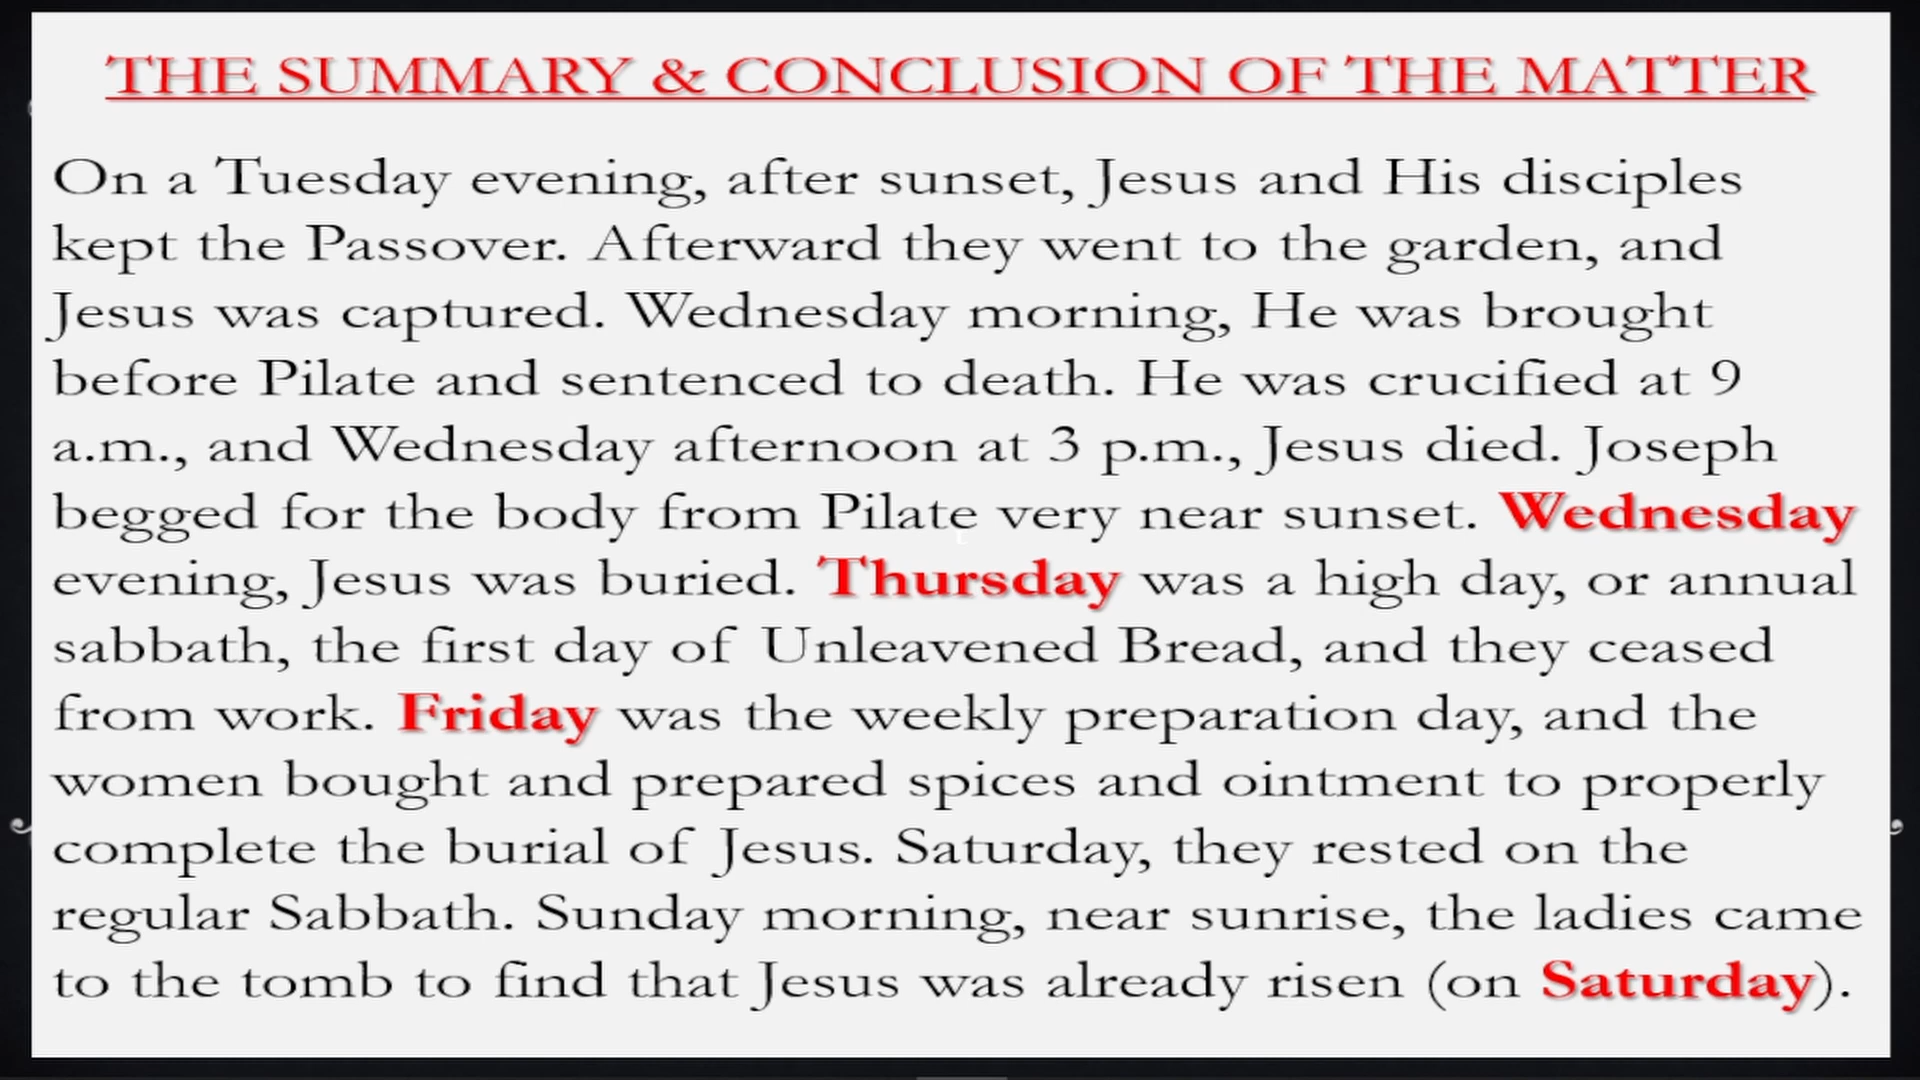 THE SUMMARY & CONCLUSION OF THE MATTER
On a Tuesday evening, after sunset, Jesus and His disciples
kept the Passover. Afterward they went to the garden, and
Jesus was captured. Wednesday morning, He was brought
before Pilate and sentenced to death. He was crucified at 9
a.m., and Wednesday afternoon at 3 p.m., Jesus died. Joseph
begged for the body from Pilate very near sunset. Wednesday
evening, Jesus was buried. Thursday was a high day, or annual
sabbath, the first day of Unleavened Bread, and they ceased
from work. Friday was the weekly preparation day, and the
women bought and prepared spices and ointment to properly
complete the burial of Jesus. Saturday, they rested on the
regular Sabbath. Sunday morning, near sunrise, the ladies came
to the tomb to find that Jesus was already risen (on Saturday).